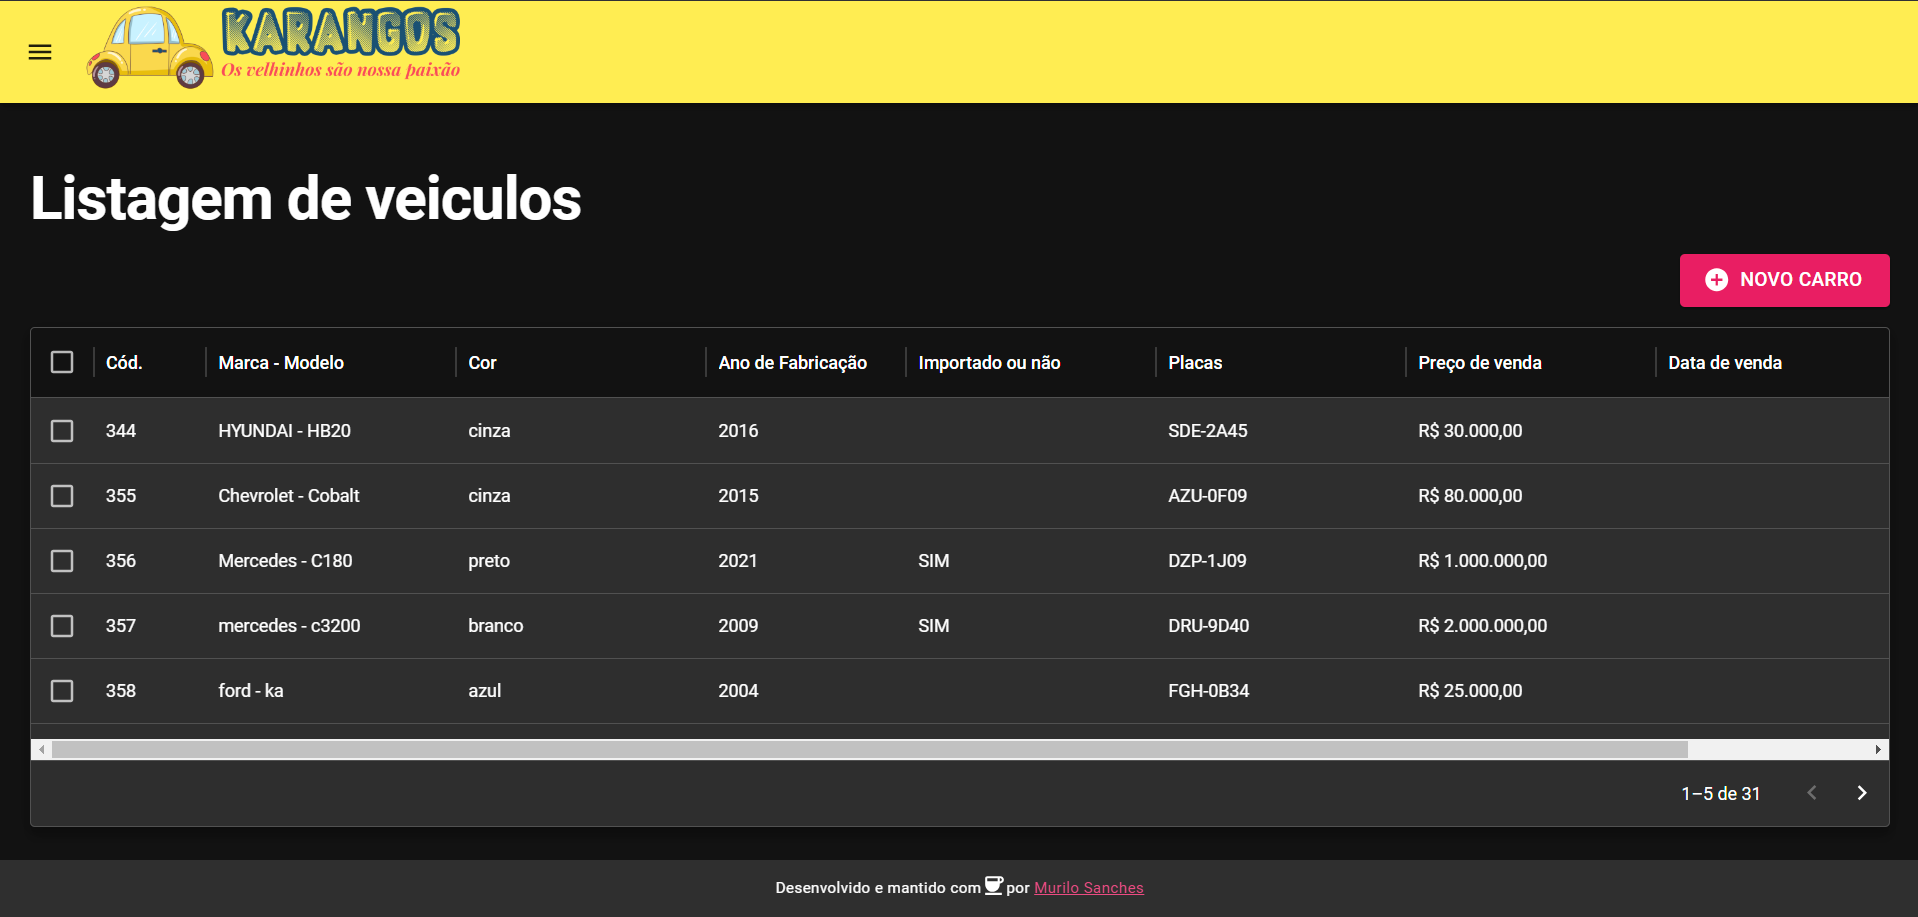 KARANGOS
Os velhinhos são nossa paixão
Listagem de veiculos
NOVO CARRO
Cód. Marca - Modelo Cor Ano de Fabricação Importado ou não Placas Preço de venda Data de venda
344 HYUNDAI - HB20 cinza 2016 SDE-2A45 R$ 30.000,00
355 Chevrolet - Cobalt cinza 2015 AZU-0F09 R$ 80.000,00
356 Mercedes - C180 preto 2021 SIM DZP-1J09 R$ 1.000.000,00
357 mercedes - c3200 branco 2009 SIM DRU-9D40 R$ 2.000.000,00
358 ford - ka azul 2004 FGH-0B34 R$ 25.000,00
1–5 de 31
Desenvolvido e mantido com por Murilo Sanches